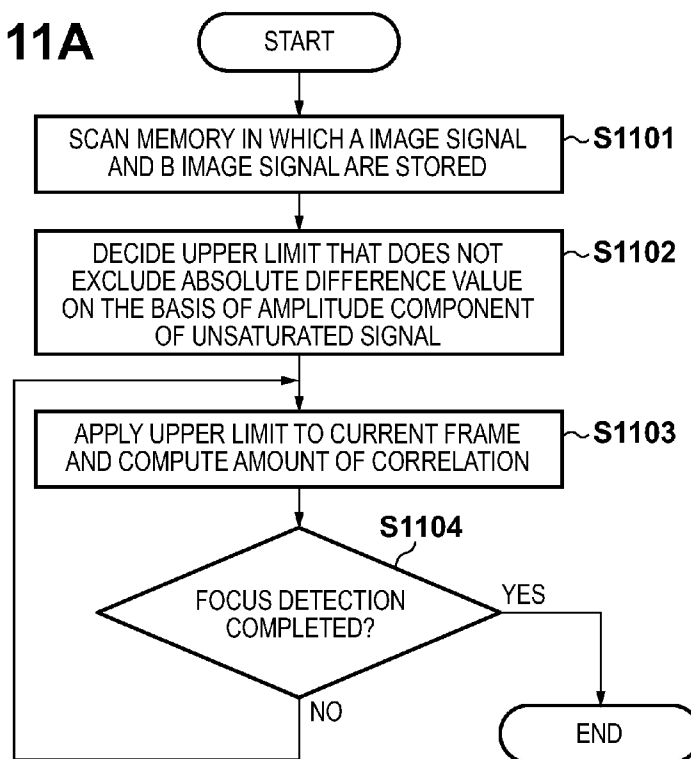 11A
START
SCAN MEMORY IN WHICH A IMAGE SIGNAL
AND B IMAGE SIGNAL ARE STORED
S1101
DECIDE UPPER LIMIT THAT DOES NOT
EXCLUDE ABSOLUTE DIFFERENCE VALUE
ON THE BASIS OF AMPLITUDE COMPONENT
OF UNSATURATED SIGNAL
S1102
APPLY UPPER LIMIT TO CURRENT FRAME
AND COMPUTE AMOUNT OF CORRELATION
S1103
S1104
FOCUS DETECTION
COMPLETED?
YES
NO
END